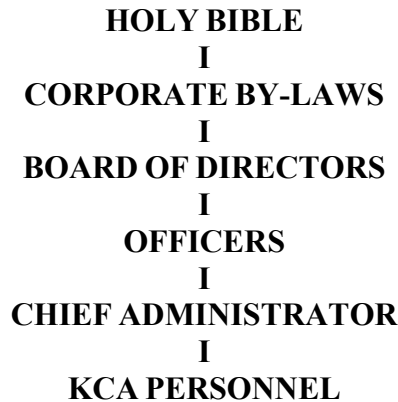 HOLY BIBLE
I
CORPORATE BY-LAWS
I
BOARD OF DIRECTORS
I
OFFICERS
I
CHIEF ADMINISTRATOR
I
KCA PERSONNEL